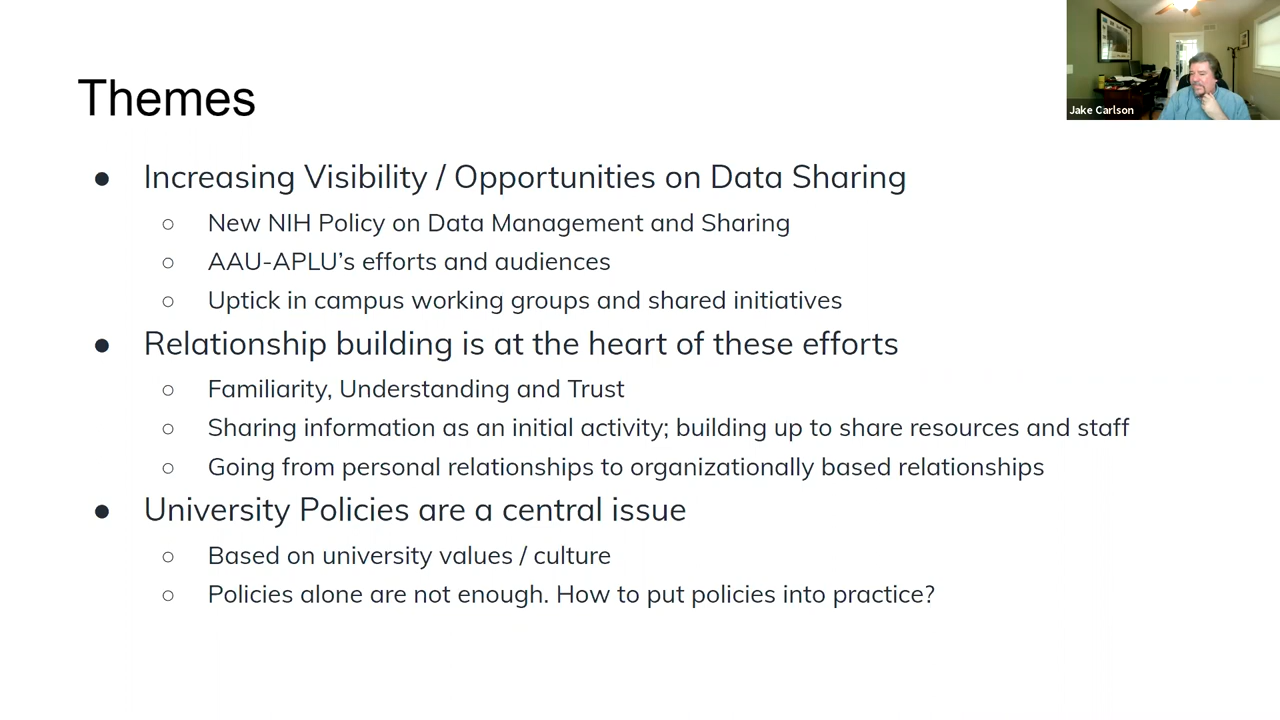 Jake Carlson
Themes
● Increasing Visibility / Opportunities on Data Sharing
○ New NIH Policy on Data Management and Sharing
○ AAU-APLU’s efforts and audiences
○ Uptick in campus working groups and shared initiatives
● Relationship building is at the heart of these efforts
○ Familiarity, Understanding and Trust
○ Sharing information as an initial activity; building up to share resources and staff
○ Going from personal relationships to organizationally based relationships
● University Policies are a central issue
○ Based on university values / culture
○ Policies alone are not enough. How to put policies into practice?